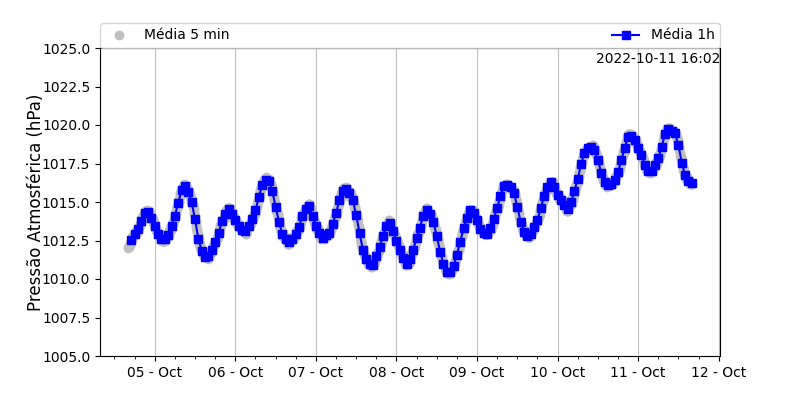 Média 5 min
Média 1h
2022-10-11 16:02
Pressão Atmosférica (hPa)
1025.0
1022.5
1020.0
1017.5
1015.0
1012.5
1010.0
1007.5
1005.0
05 - Oct
06 - Oct
07 - Oct
08 - Oct
09 - Oct
10 - Oct
11 - Oct
12 - Oct